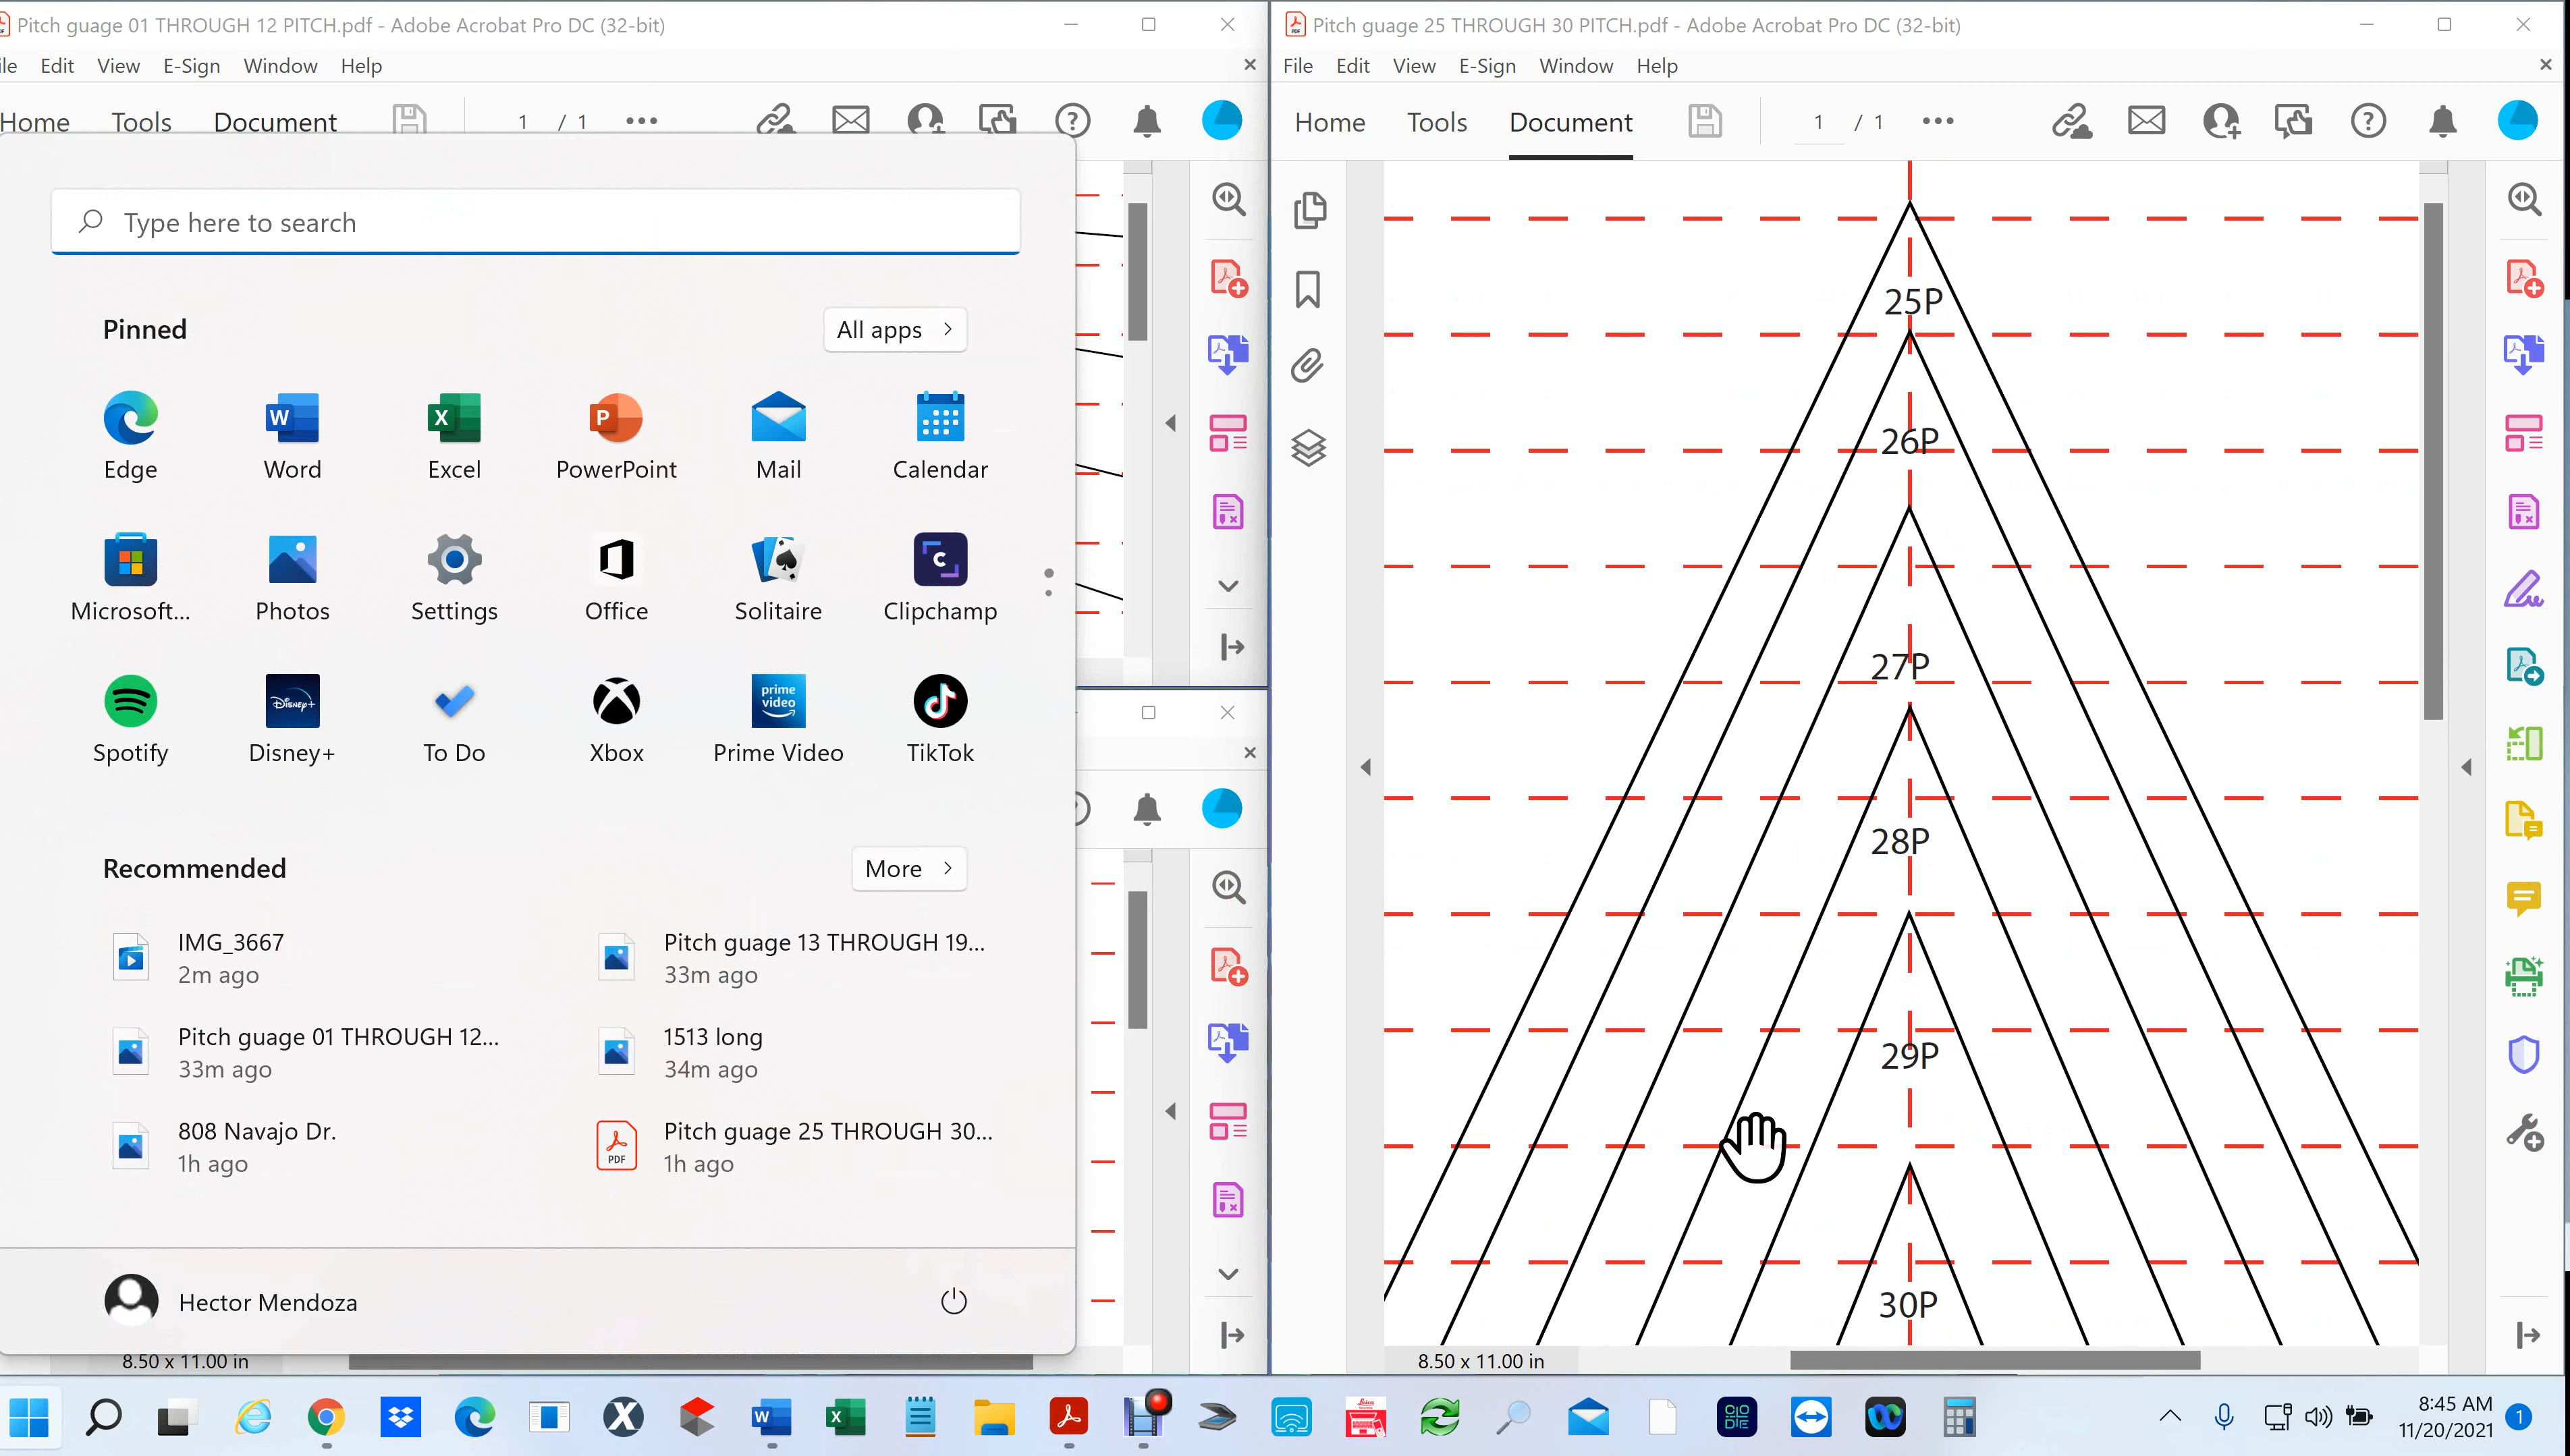 Pitch guage 01 THROUGH 12 PITCH.pdf - Adobe Acrobat Pro DC (32-bit)
ile Edit View E-Sign Window Help
Home Tools Document 1 / 1
Type here to search
Pinned All apps
Edge Word Excel PowerPoint Mail Calendar
Microsoft... Photos Settings Office Solitaire Clipchamp
Spotify Disney+ To Do Xbox Prime Video TikTok
Recommended More
IMG_3667
2m ago
Pitch guage 13 THROUGH 19...
33m ago
Pitch guage 01 THROUGH 12...
33m ago
1513 long
34m ago
808 Navajo Dr.
1h ago
Pitch guage 25 THROUGH 30...
1h ago
Hector Mendoza
8.50 x 11.00 in
Pitch guage 25 THROUGH 30 PITCH.pdf - Adobe Acrobat Pro DC (32-bit)
File Edit View E-Sign Window Help
Home Tools Document 1 / 1
25P
26P
27P
28P
29P
30P
8.50 x 11.00 in
8:45 AM
11/20/2021
1